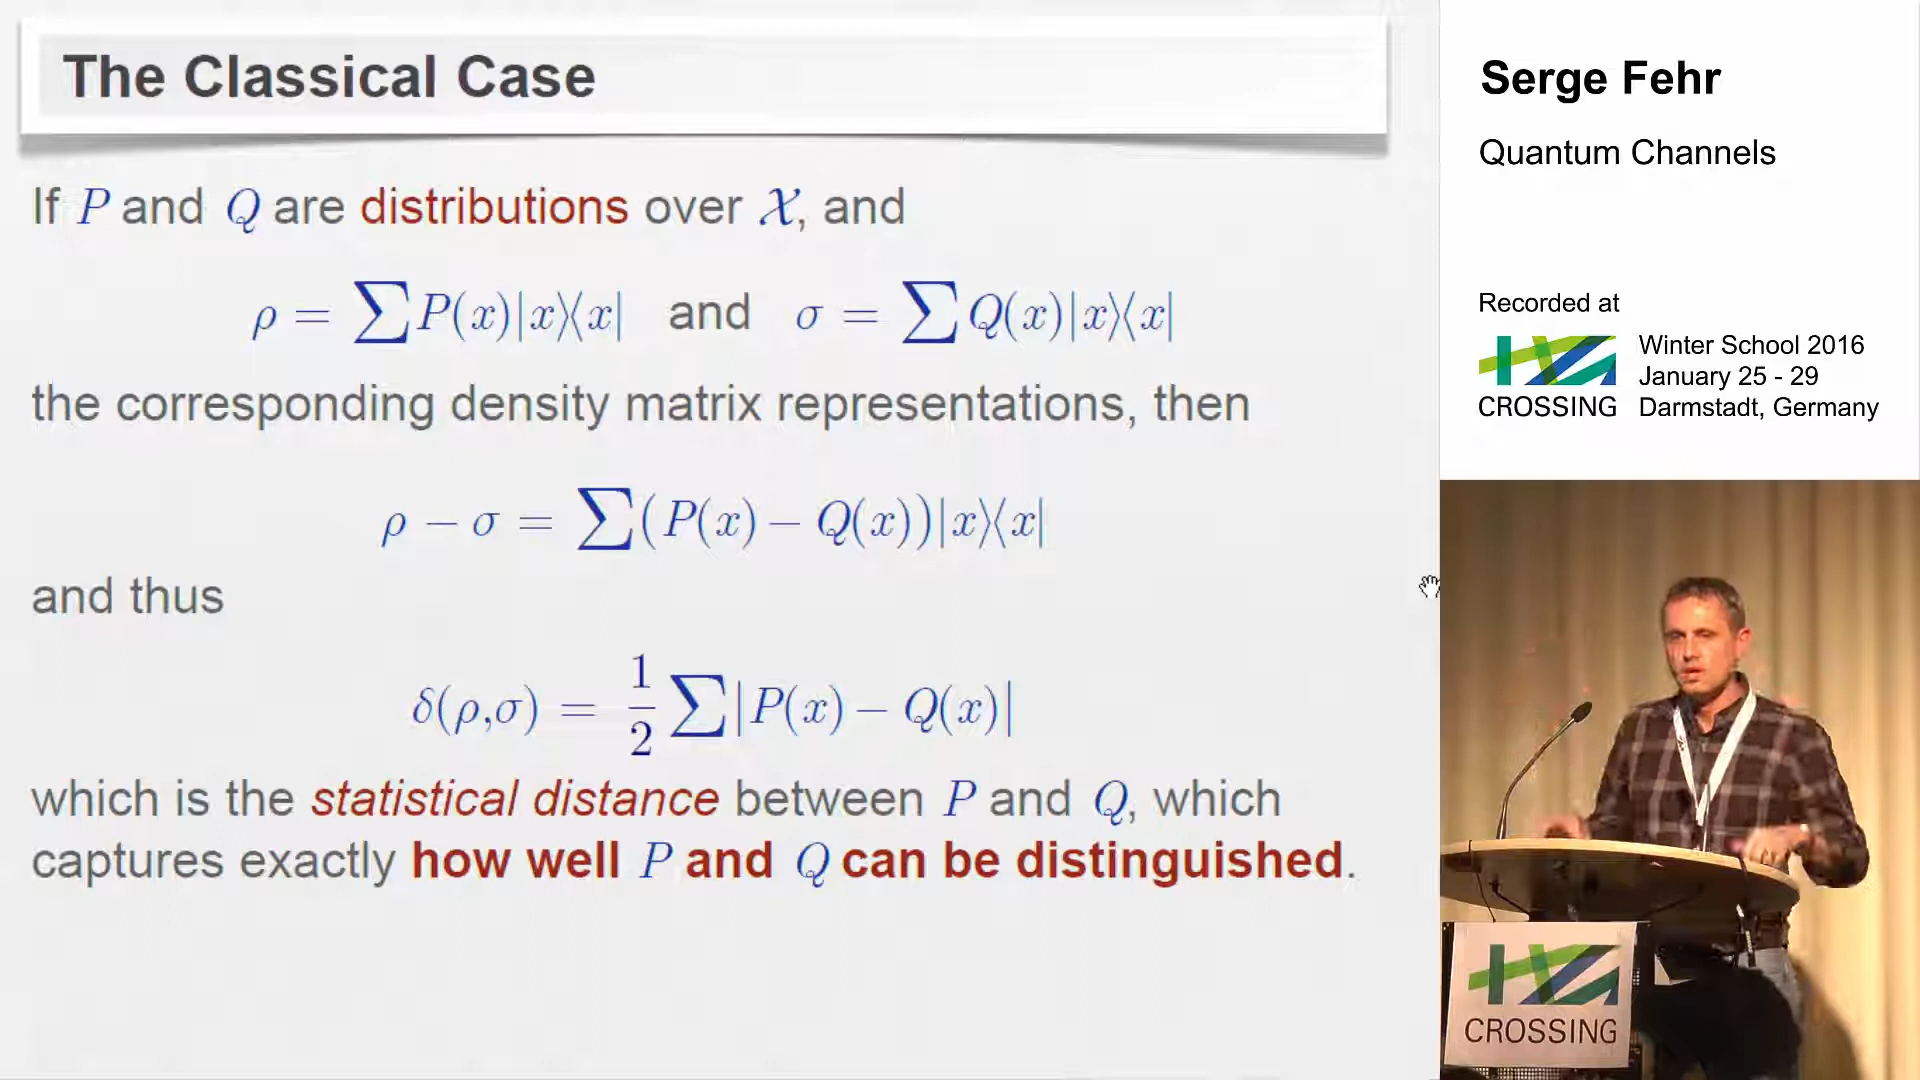 The Classical Case
If P and Q are distributions over 𝒳, and
ρ = ∑ P(x)|x⟩⟨x| and σ = ∑ Q(x)|x⟩⟨x|
the corresponding density matrix representations, then
ρ − σ = ∑(P(x) − Q(x))|x⟩⟨x|
and thus
δ(ρ,σ) = 1/2 ∑|P(x) − Q(x)|
which is the statistical distance between P and Q, which
captures exactly how well P and Q can be distinguished.
Serge Fehr
Quantum Channels
Recorded at
CROSSING
Winter School 2016
January 25 - 29
Darmstadt, Germany
CROSSING